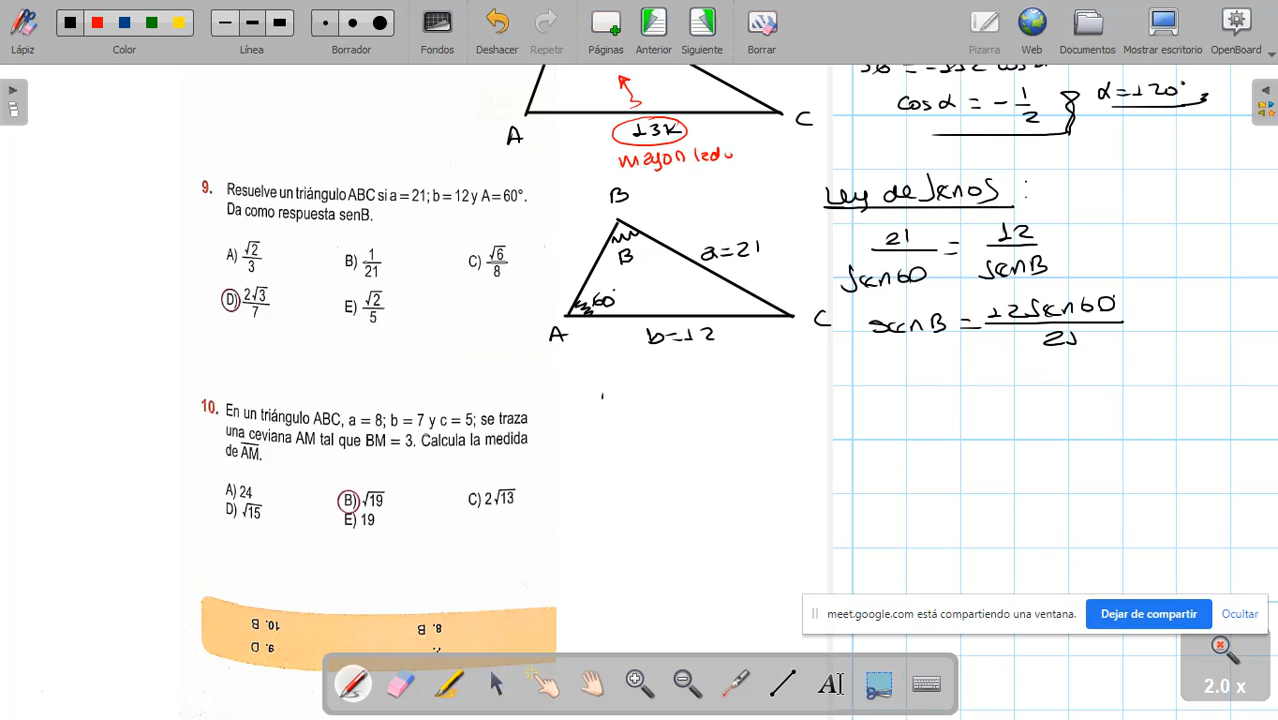 Lápiz
Color
Línea
Borrador
Fondos
Deshacer
Repetir
Páginas
Anterior
Siguiente
Borrar
Pizarra
Web
Documentos
Mostrar escritorio
OpenBoard
cos α = - 1/2
α = 120°
A
C
13K
mayor lado
9. Resuelve un triángulo ABC si a = 21; b = 12 y A = 60°.
Da como respuesta senB.
A) √2/3
B) 1/21
C) √6/8
D) 2√3/7
E) √2/5
B
B
a = 21
60°
A
b = 12
C
Ley de Senos :
21/Sen60 = 12/SenB
senB = 12Sen60°/21
10. En un triángulo ABC, a = 8; b = 7 y c = 5; se traza
una ceviana AM tal que BM = 3. Calcula la medida
de AM.
A) 24
B) √19
C) 2√13
D) √15
E) 19
10. B
8. B
9. D
7.
meet.google.com está compartiendo una ventana.
Dejar de compartir
Ocultar
2.0 x